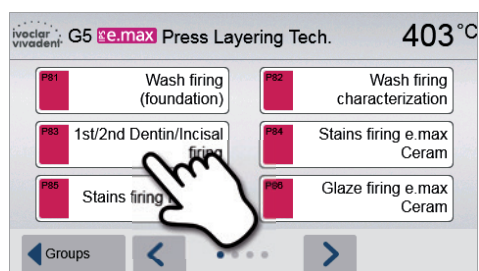 ivoclar
vivadent
G5 IPS e.max Press Layering Tech.
403°C
P81
Wash firing
(foundation)
P82
Wash firing
characterization
P83
1st/2nd Dentin/Incisal
firing
P84
Stains firing e.max
Ceram
P85
Stains firing
P86
Glaze firing e.max
Ceram
Groups